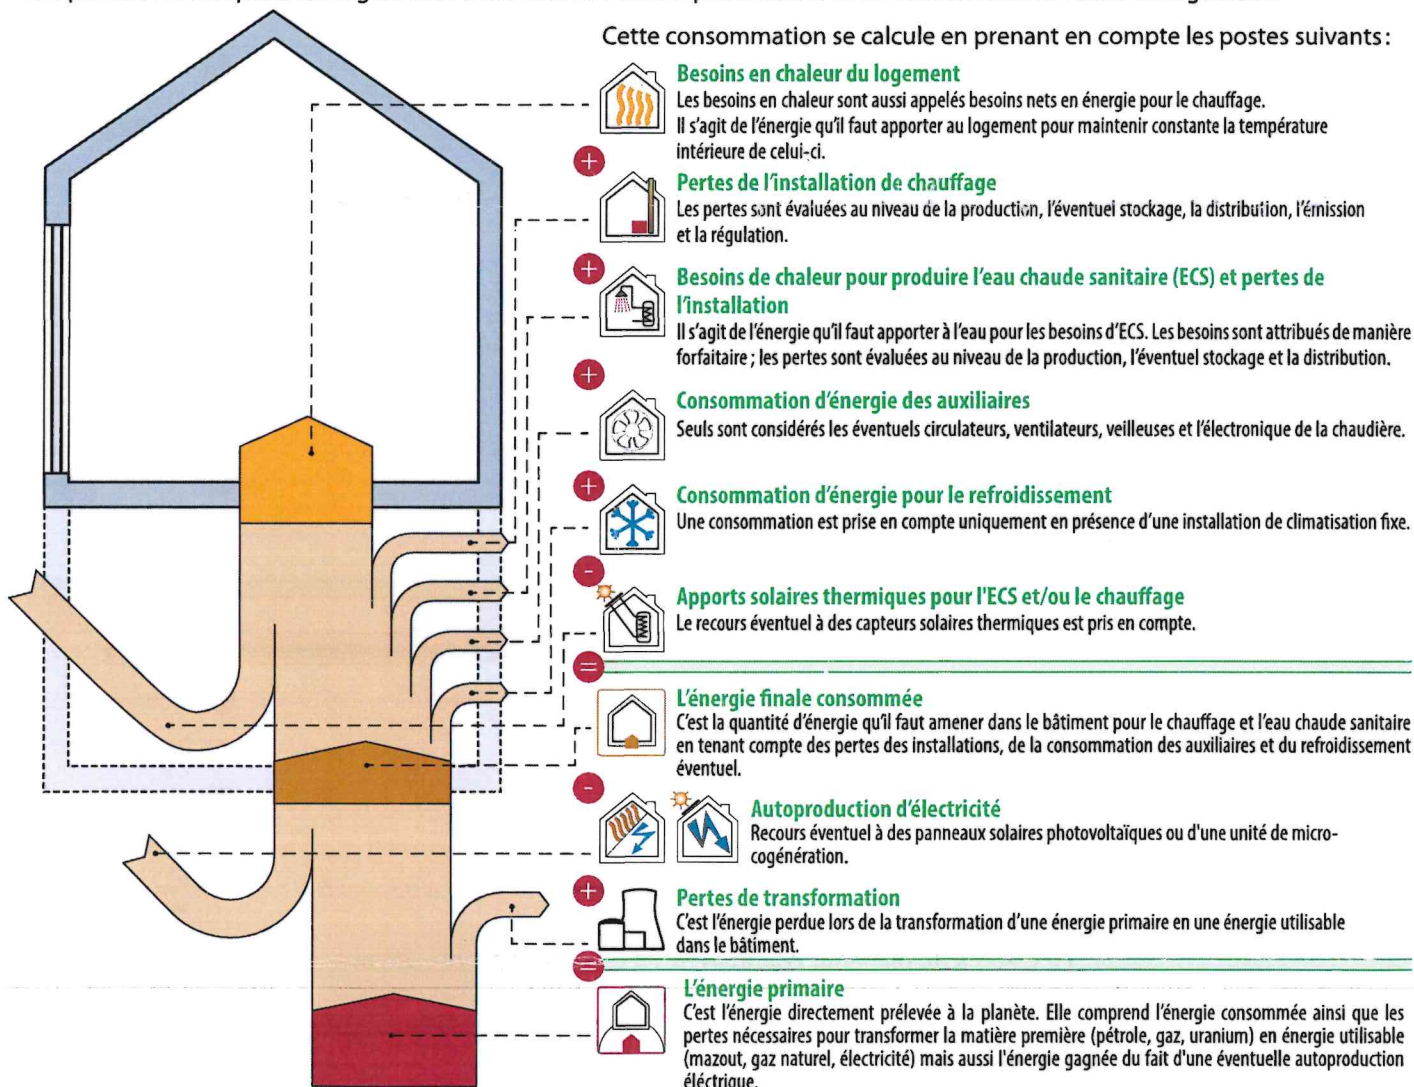 Cette consommation se calcule en prenant en compte les postes suivants:
Besoins en chaleur du logement
Les besoins en chaleur sont aussi appelés besoins nets en énergie pour le chauffage.
Il s'agit de l'énergie qu'il faut apporter au logement pour maintenir constante la température
intérieure de celui-ci.
+
Pertes de l'installation de chauffage
Les pertes sont évaluées au niveau de la production, l'éventuel stockage, la distribution, l'émission
et la régulation.
+
Besoins de chaleur pour produire l'eau chaude sanitaire (ECS) et pertes de
l'installation
Il s'agit de l'énergie qu'il faut apporter à l'eau pour les besoins d'ECS. Les besoins sont attribués de manière
forfaitaire ; les pertes sont évaluées au niveau de la production, l'éventuel stockage et la distribution.
+
Consommation d'énergie des auxiliaires
Seuls sont considérés les éventuels circulateurs, ventilateurs, veilleuses et l'électronique de la chaudière.
+
Consommation d'énergie pour le refroidissement
Une consommation est prise en compte uniquement en présence d'une installation de climatisation fixe.
-
Apports solaires thermiques pour l'ECS et/ou le chauffage
Le recours éventuel à des capteurs solaires thermiques est pris en compte.
=
L'énergie finale consommée
C'est la quantité d'énergie qu'il faut amener dans le bâtiment pour le chauffage et l'eau chaude sanitaire
en tenant compte des pertes des installations, de la consommation des auxiliaires et du refroidissement
éventuel.
-
Autoproduction d'électricité
Recours éventuel à des panneaux solaires photovoltaïques ou d'une unité de micro-
cogénération.
+
Pertes de transformation
C'est l'énergie perdue lors de la transformation d'une énergie primaire en une énergie utilisable
dans le bâtiment.
=
L'énergie primaire
C'est l'énergie directement prélevée à la planète. Elle comprend l'énergie consommée ainsi que les
pertes nécessaires pour transformer la matière première (pétrole, gaz, uranium) en énergie utilisable
(mazout, gaz naturel, électricité) mais aussi l'énergie gagnée du fait d'une éventuelle autoproduction
éléctrique.